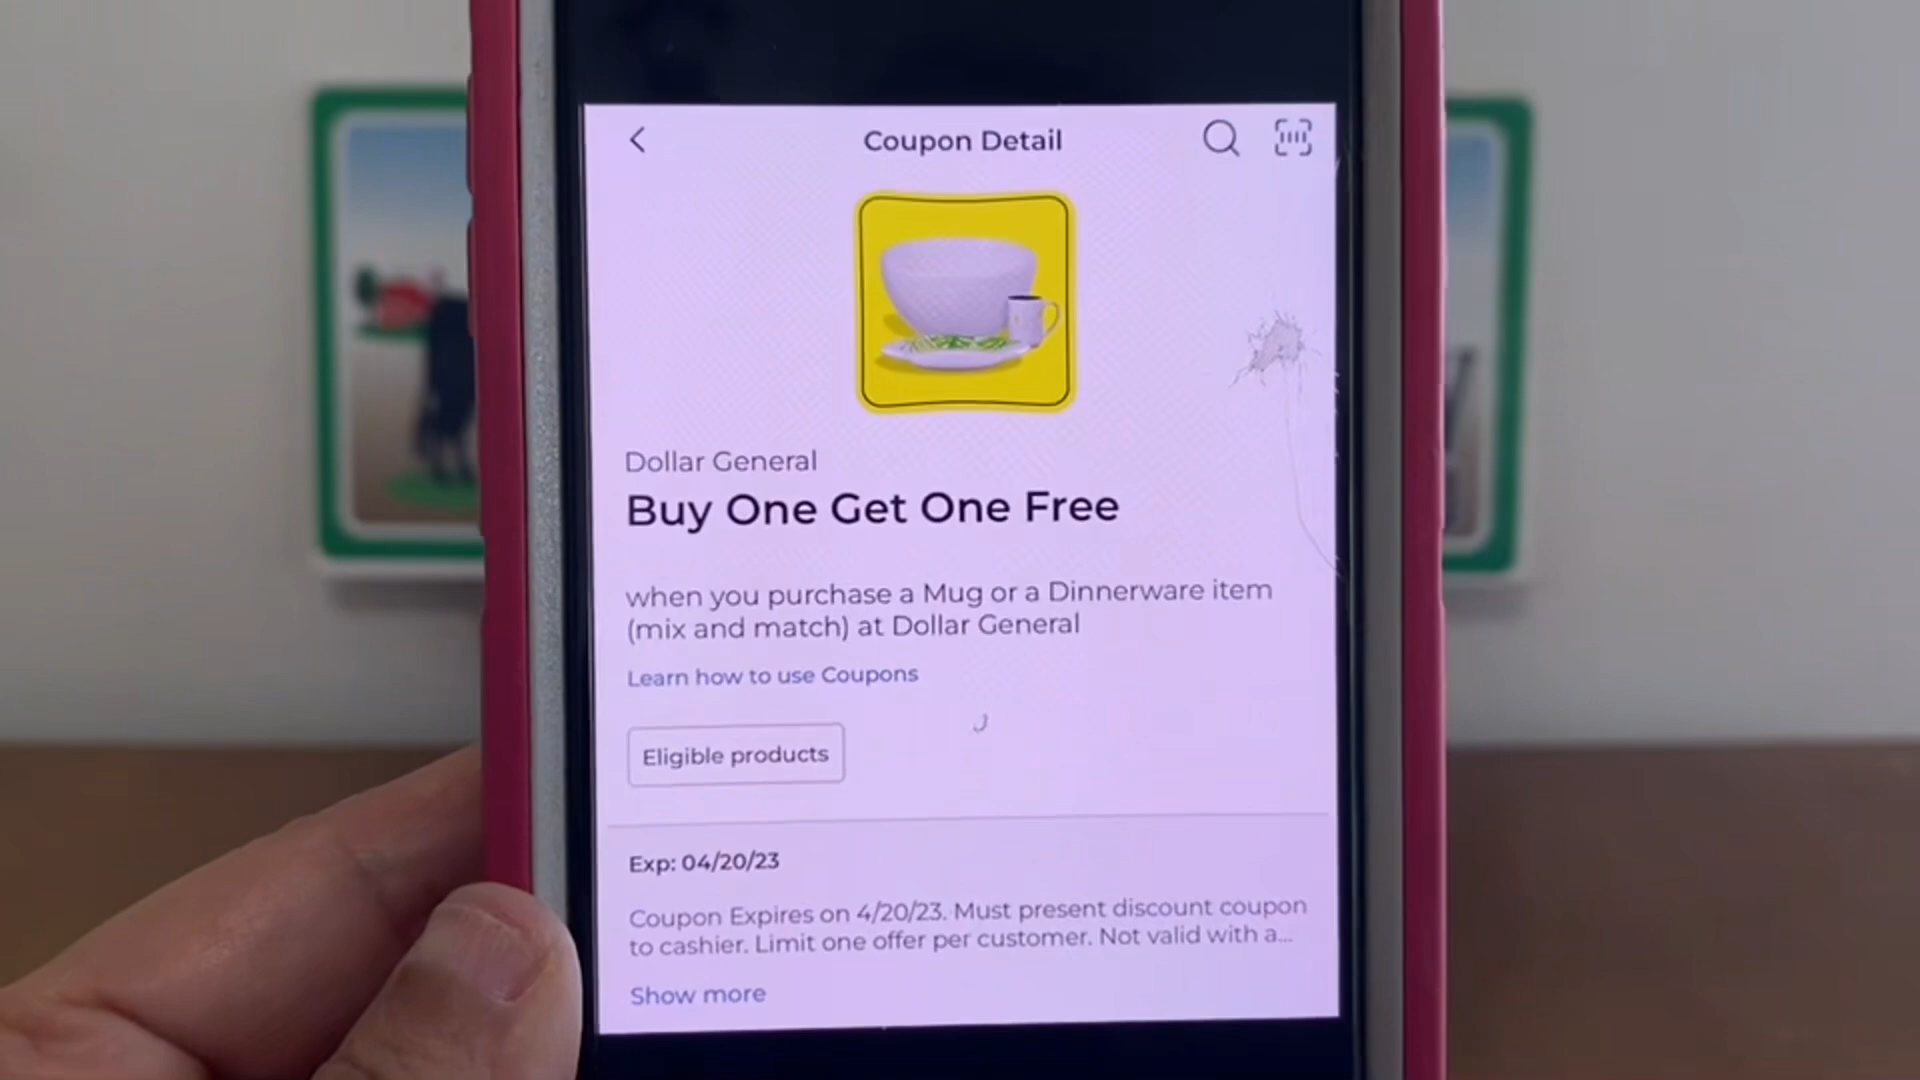 Coupon Detail
Dollar General
Buy One Get One Free
when you purchase a Mug or a Dinnerware item
(mix and match) at Dollar General
Learn how to use Coupons
Eligible products
Exp: 04/20/23
Coupon Expires on 4/20/23. Must present discount coupon
to cashier. Limit one offer per customer. Not valid with a...
Show more